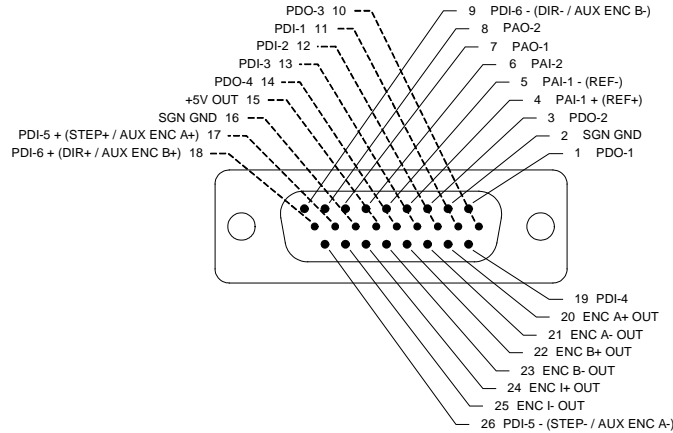 PDO-3 10
PDI-1 11
PDI-2 12
PDI-3 13
PDO-4 14
+5V OUT 15
SGN GND 16
PDI-5 + (STEP+ / AUX ENC A+) 17
PDI-6 + (DIR+ / AUX ENC B+) 18
9 PDI-6 - (DIR- / AUX ENC B-)
8 PAO-2
7 PAO-1
6 PAI-2
5 PAI-1 - (REF-)
4 PAI-1 + (REF+)
3 PDO-2
2 SGN GND
1 PDO-1
19 PDI-4
20 ENC A+ OUT
21 ENC A- OUT
22 ENC B+ OUT
23 ENC B- OUT
24 ENC I+ OUT
25 ENC I- OUT
26 PDI-5 - (STEP- / AUX ENC A-)